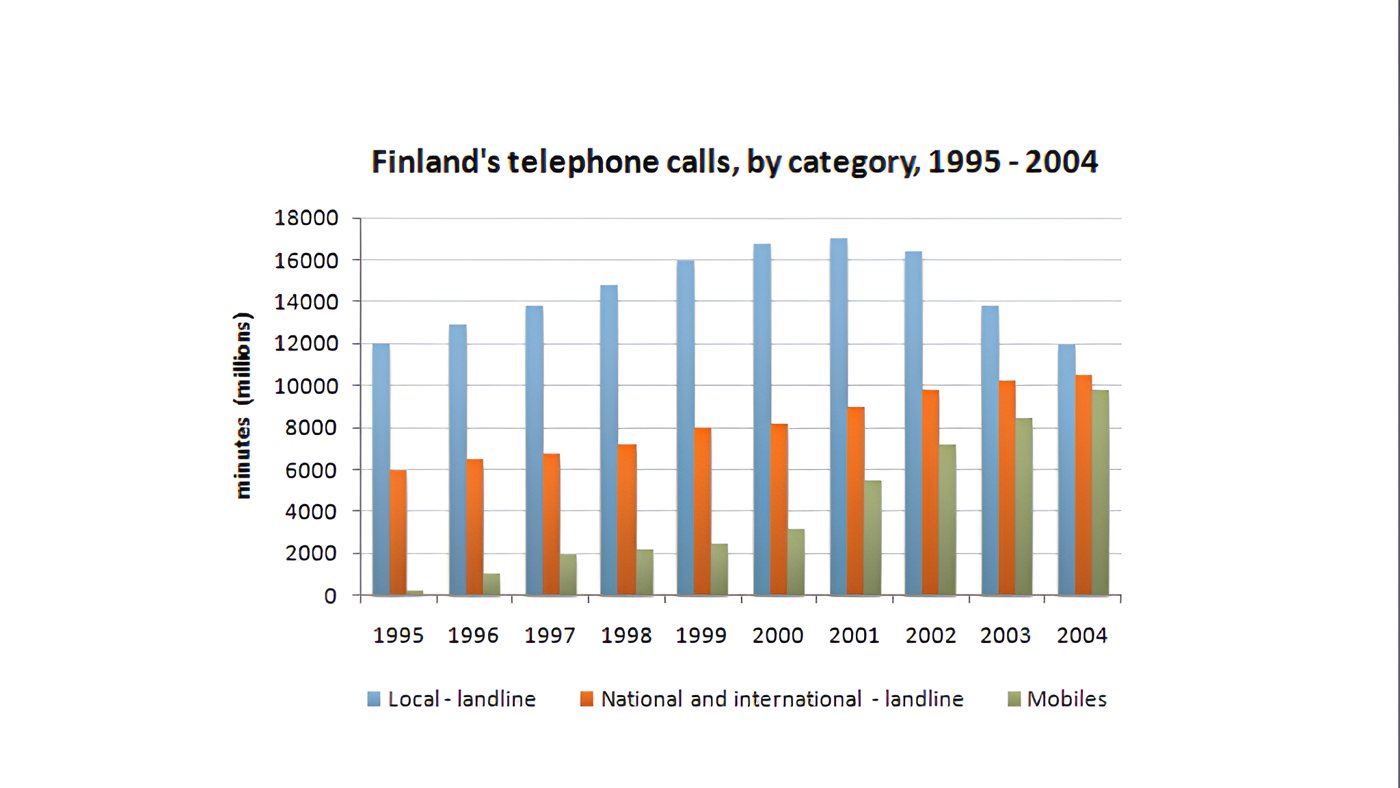 Finland's telephone calls, by category, 1995 - 2004
18000
16000
14000
12000
10000
8000
6000
4000
2000
0
minutes (millions)
1995 1996 1997 1998 1999 2000 2001 2002 2003 2004
Local - landline National and international - landline Mobiles